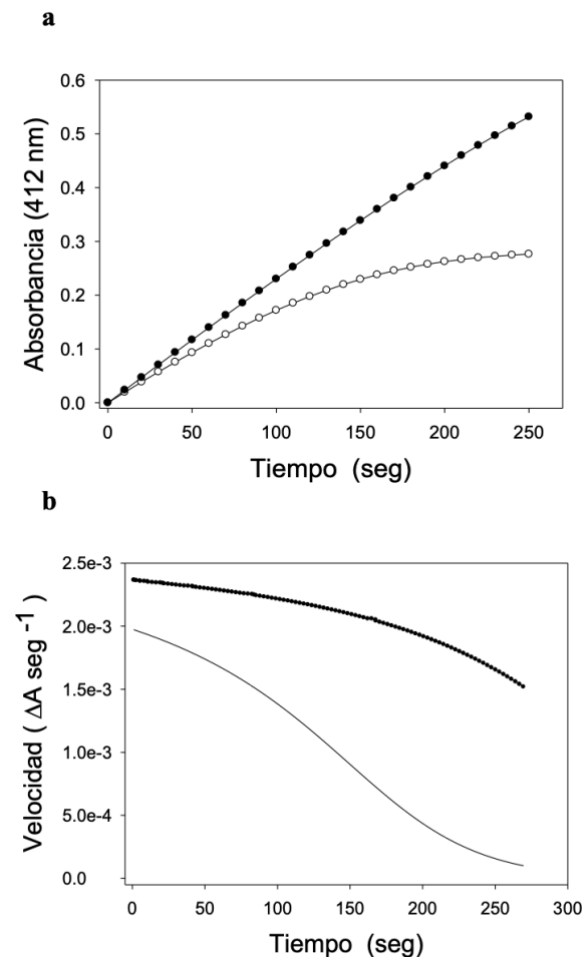 a
0.6
0.5
0.4
0.3
0.2
0.1
0.0
Absorbancia (412 nm)
0 50 100 150 200 250
Tiempo (seg)
b
2.5e-3
2.0e-3
1.5e-3
1.0e-3
5.0e-4
0.0
Velocidad ( ΔA seg -1 )
0 50 100 150 200 250 300
Tiempo (seg)